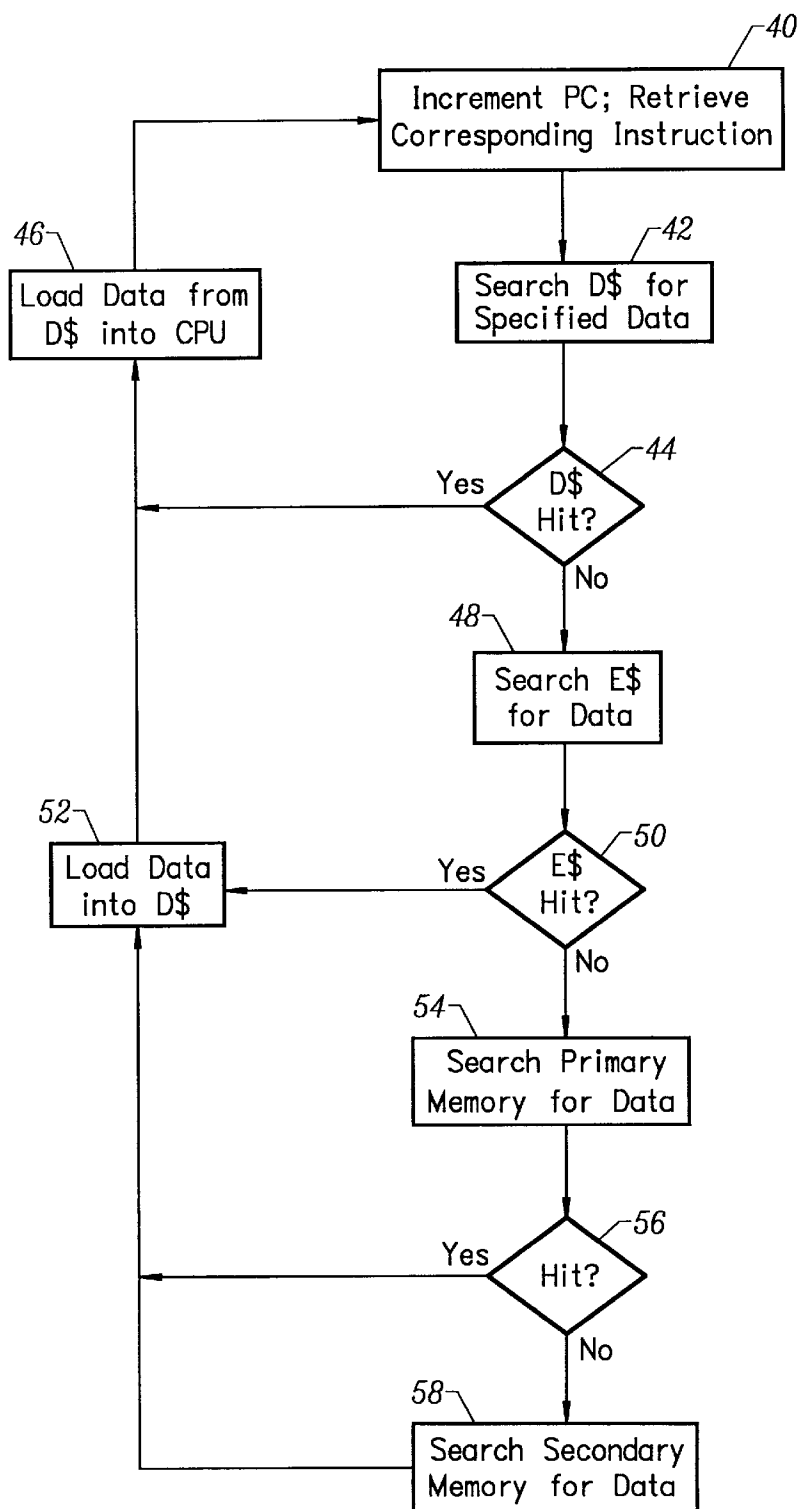 40
Increment PC; Retrieve
Corresponding Instruction
46
Load Data from
D$ into CPU
42
Search D$ for
Specified Data
44
Yes
D$
Hit?
No
48
Search E$
for Data
52
Load Data
into D$
50
Yes
E$
Hit?
No
54
Search Primary
Memory for Data
56
Yes
Hit?
No
58
Search Secondary
Memory for Data